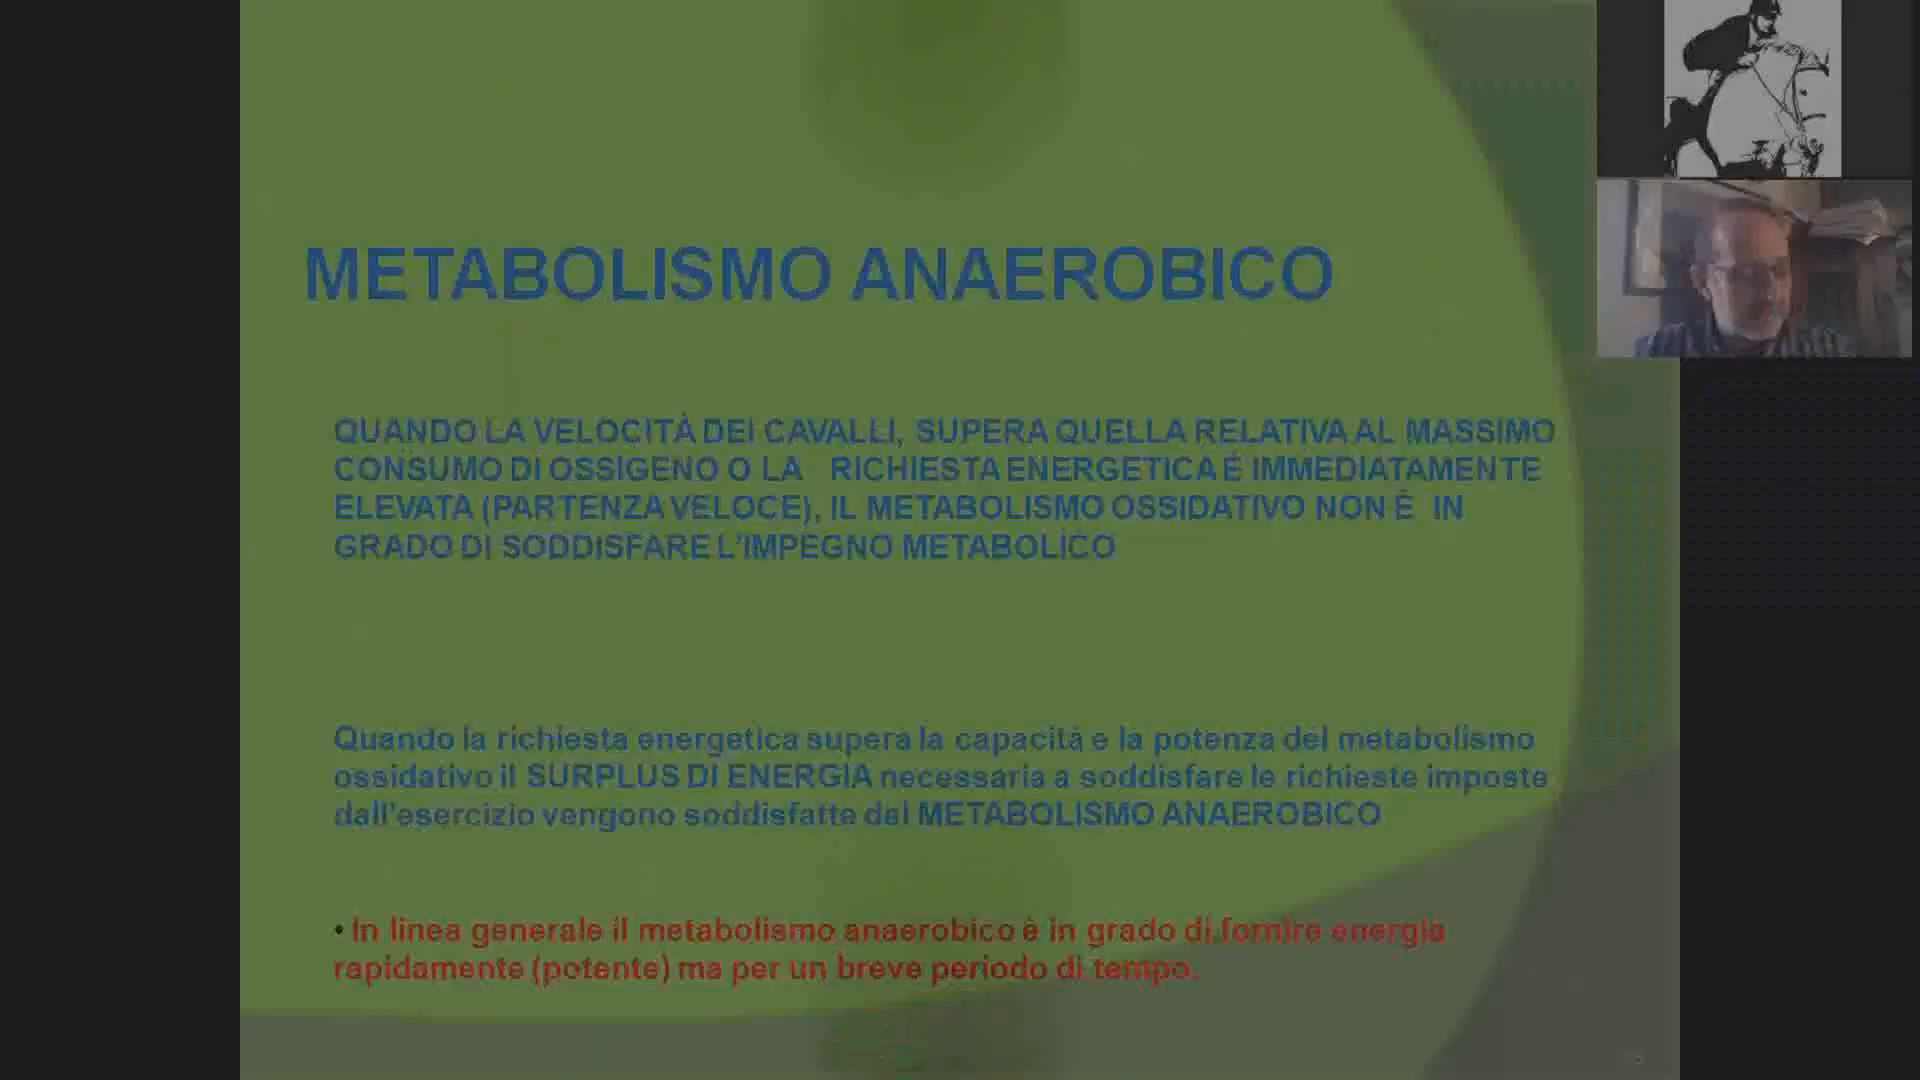 METABOLISMO ANAEROBICO
QUANDO LA VELOCITÀ DEI CAVALLI, SUPERA QUELLA RELATIVA AL MASSIMO
CONSUMO DI OSSIGENO O LA RICHIESTA ENERGETICA É IMMEDIATAMENTE
ELEVATA (PARTENZA VELOCE), IL METABOLISMO OSSIDATIVO NON É IN
GRADO DI SODDISFARE L'IMPEGNO METABOLICO
Quando la richiesta energetica supera la capacità e la potenza del metabolismo
ossidativo il SURPLUS DI ENERGIA necessaria a soddisfare le richieste imposte
dall'esercizio vengono soddisfatte dal METABOLISMO ANAEROBICO
• In linea generale il metabolismo anaerobico è in grado di fornire energia
rapidamente (potente) ma per un breve periodo di tempo.